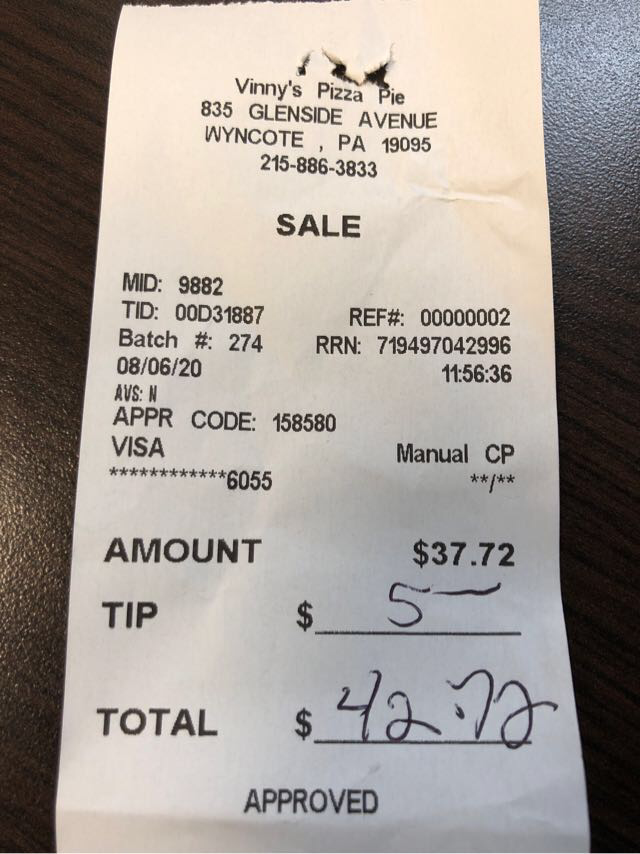 Vinny's Pizza Pie
835 GLENSIDE AVENUE
WYNCOTE , PA 19095
215-886-3833
SALE
MID: 9882
TID: 00D31887 REF#: 00000002
Batch #: 274 RRN: 719497042996
08/06/20 11:56:36
AVS: N
APPR CODE: 158580
VISA Manual CP
************6055 **/**
AMOUNT $37.72
TIP $ 5—
TOTAL $ 42.72
APPROVED